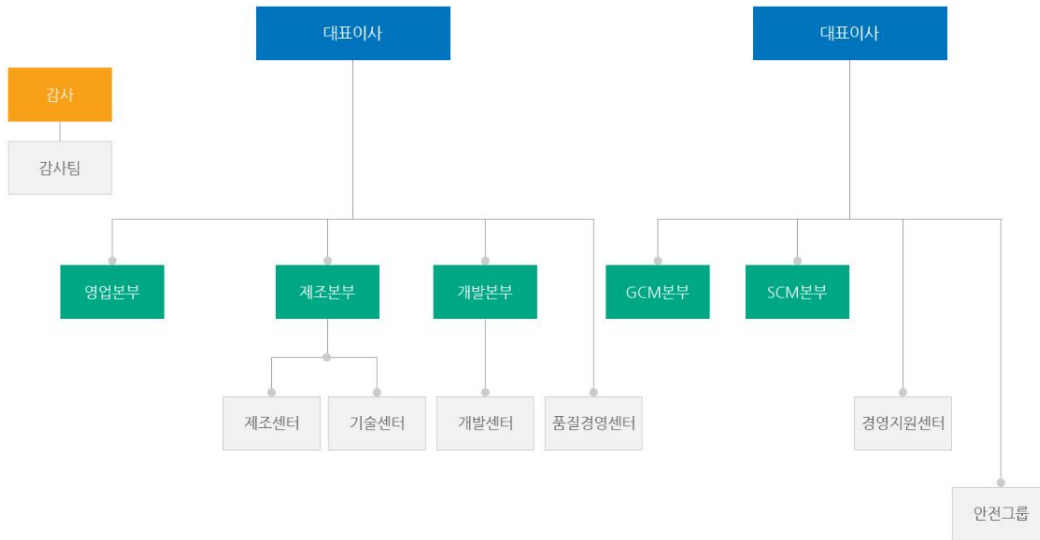 대표이사
대표이사
감사
감사팀
영업본부
제조본부
개발본부
GCM본부
SCM본부
제조센터
기술센터
개발센터
품질경영센터
경영지원센터
안전그룹